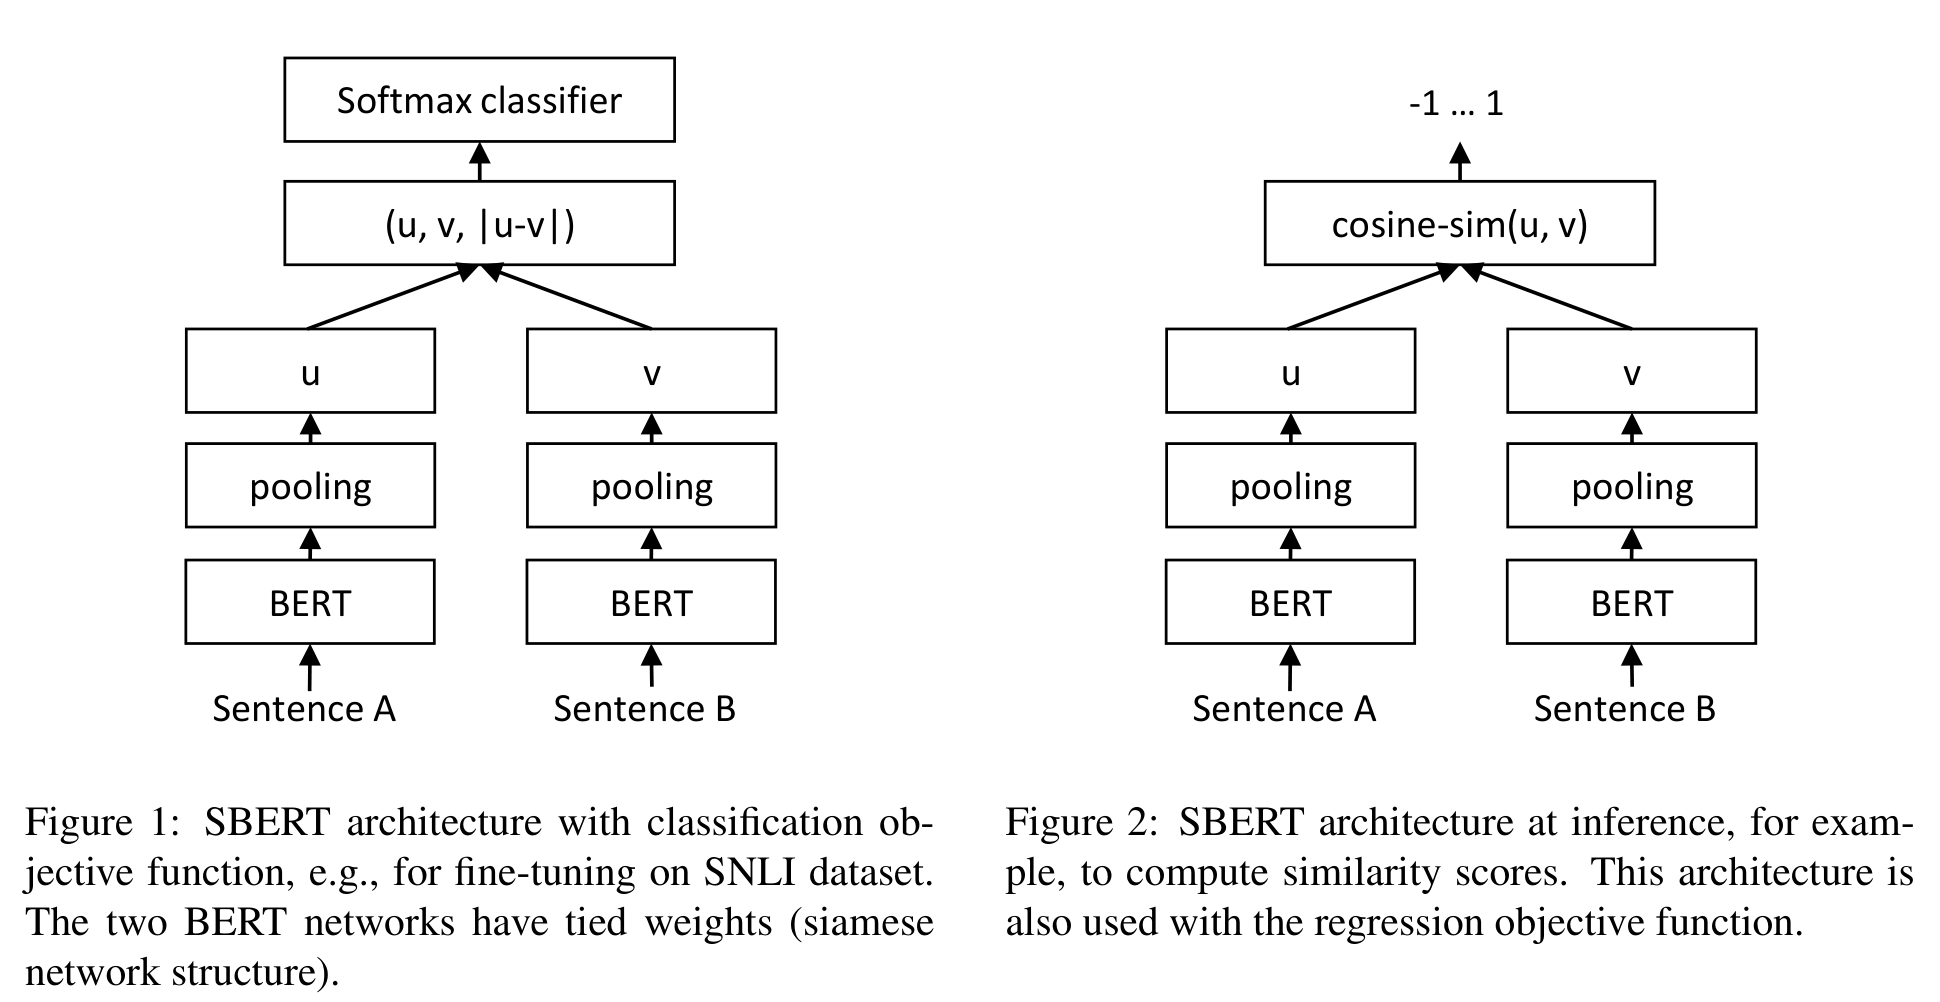 Softmax classifier
(u, v, |u-v|)
u
v
pooling
pooling
BERT
BERT
Sentence A
Sentence B
Figure 1: SBERT architecture with classification ob-
jective function, e.g., for fine-tuning on SNLI dataset.
The two BERT networks have tied weights (siamese
network structure).
-1 … 1
cosine-sim(u, v)
u
v
pooling
pooling
BERT
BERT
Sentence A
Sentence B
Figure 2: SBERT architecture at inference, for exam-
ple, to compute similarity scores. This architecture is
also used with the regression objective function.